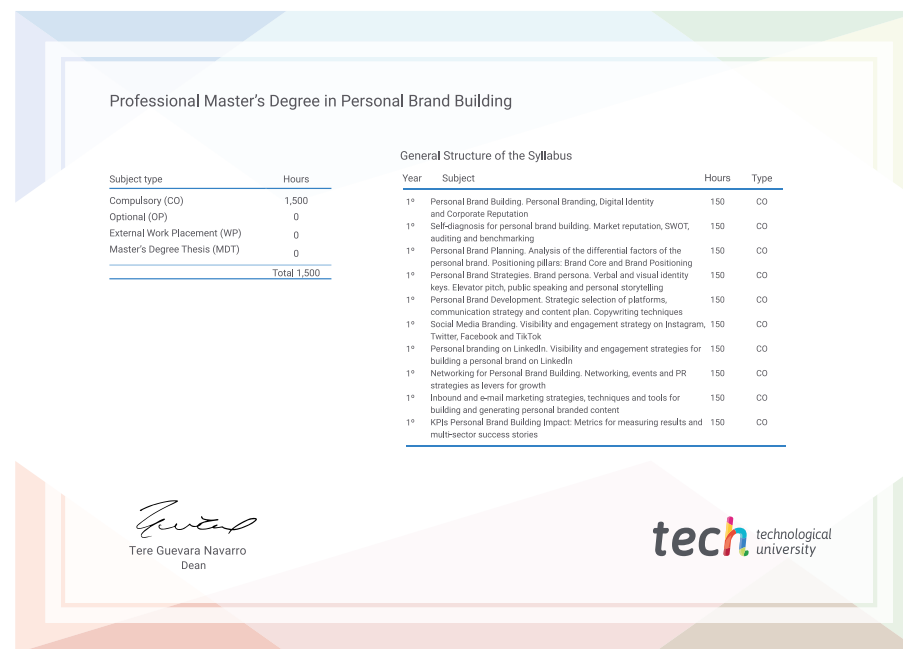 Professional Master's Degree in Personal Brand Building
Subject type Hours
Compulsory (CO) 1,500
Optional (OP) 0
External Work Placement (WP) 0
Master's Degree Thesis (MDT) 0
Total 1,500
General Structure of the Syllabus
Year Subject Hours Type
1º Personal Brand Building. Personal Branding, Digital Identity 150 CO
and Corporate Reputation
1º Self-diagnosis for personal brand building. Market reputation, SWOT, 150 CO
auditing and benchmarking
1º Personal Brand Planning. Analysis of the differential factors of the 150 CO
personal brand. Positioning pillars: Brand Core and Brand Positioning
1º Personal Brand Strategies. Brand persona. Verbal and visual identity 150 CO
keys. Elevator pitch, public speaking and personal storytelling
1º Personal Brand Development. Strategic selection of platforms, 150 CO
communication strategy and content plan. Copywriting techniques
1º Social Media Branding. Visibility and engagement strategy on Instagram, 150 CO
Twitter, Facebook and TikTok
1º Personal branding on LinkedIn. Visibility and engagement strategies for 150 CO
building a personal brand on LinkedIn
1º Networking for Personal Brand Building. Networking, events and PR 150 CO
strategies as levers for growth
1º Inbound and e-mail marketing strategies, techniques and tools for 150 CO
building and generating personal branded content
1º KPIs Personal Brand Building Impact: Metrics for measuring results and 150 CO
multi-sector success stories
Tere Guevara Navarro
Dean
tech technological
university